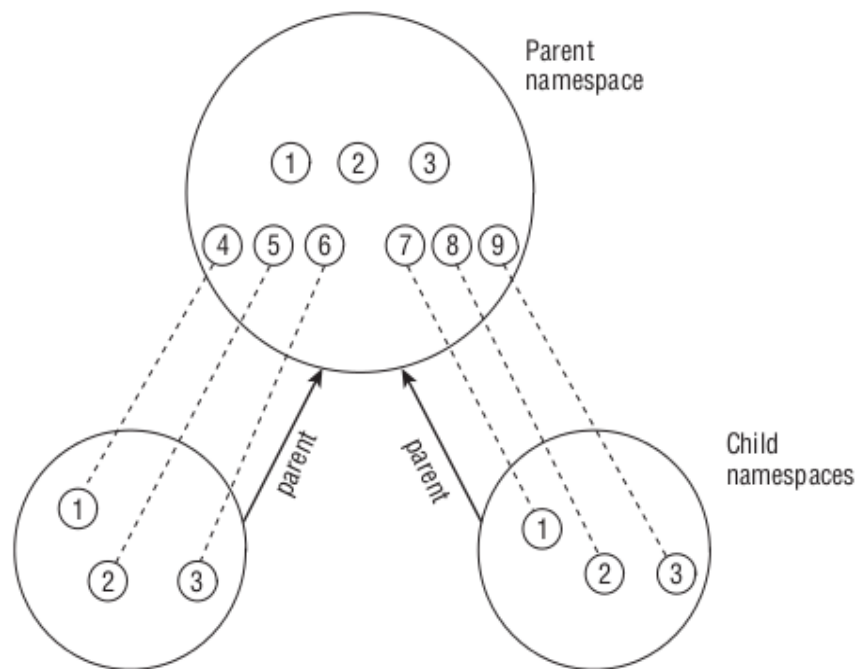 Parent
namespace
1 2 3
4 5 6 7 8 9
parent
parent
Child
namespaces
1
2
3
1
2
3